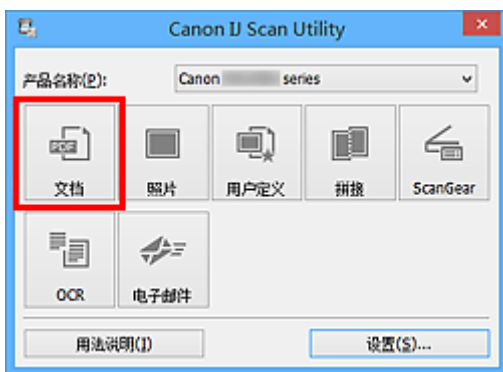 Canon IJ Scan Utility
产品名称(P): Canon series
PDF
文档 照片 用户定义 拼接 ScanGear
OCR 电子邮件
用法说明(I) 设置(S)...